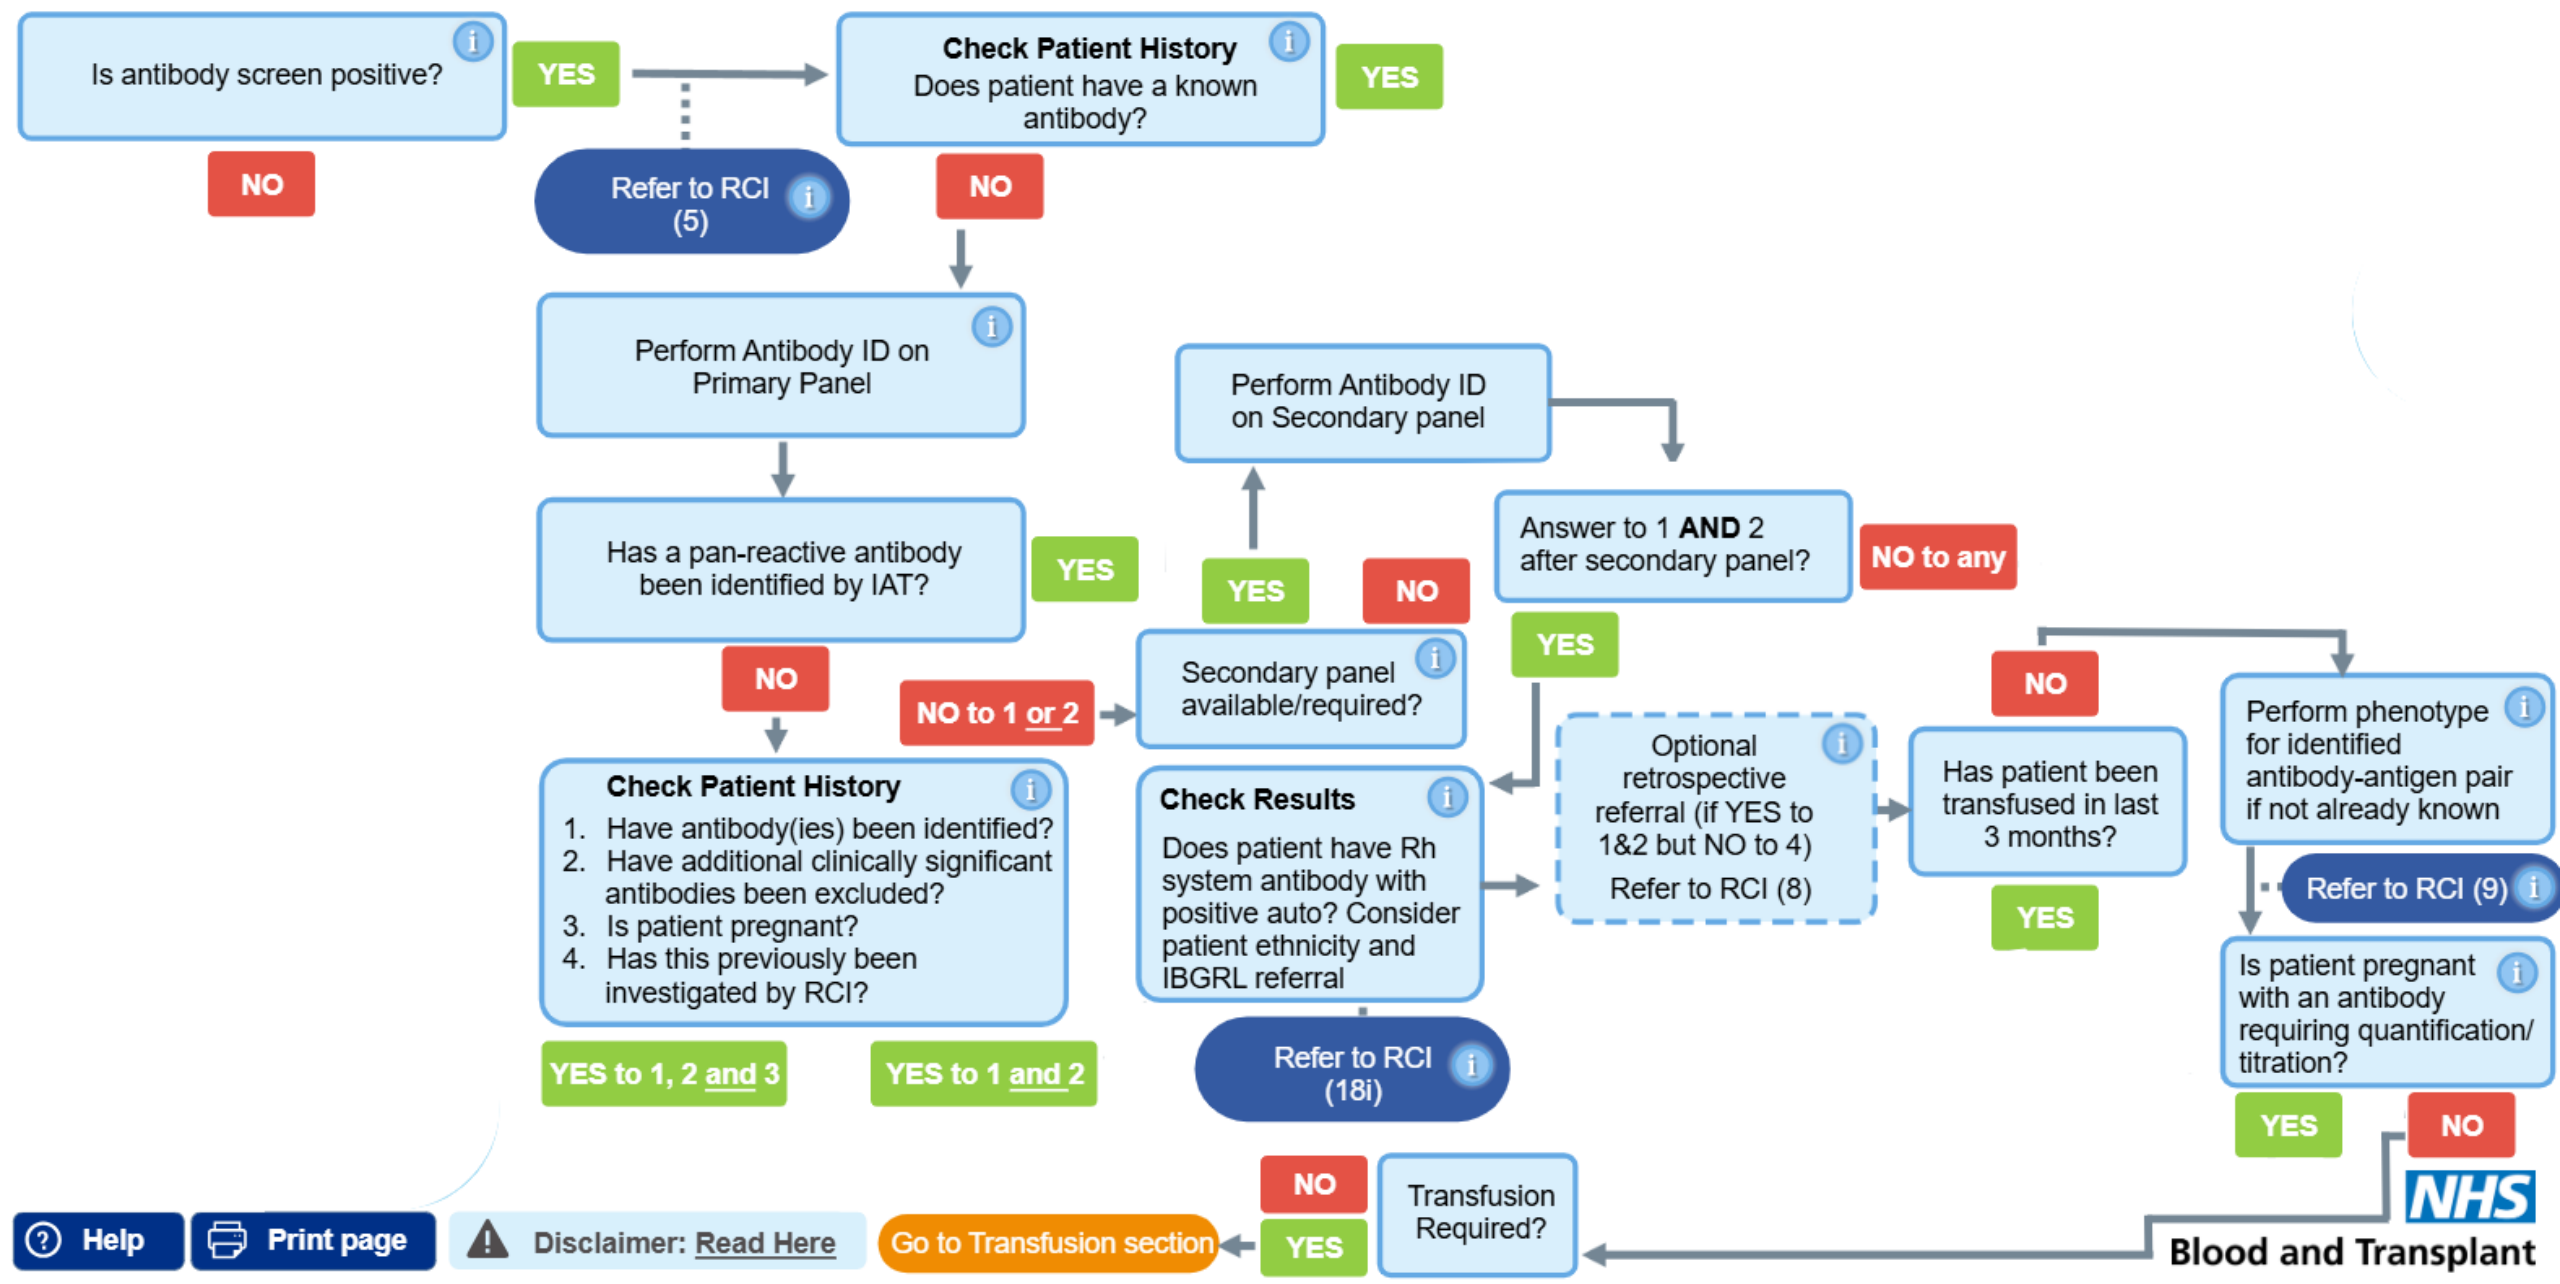 Is antibody screen positive?
i
YES
NO
Check Patient History
Does patient have a known
antibody?
i
YES
NO
Refer to RCI
(5)
i
Perform Antibody ID on
Primary Panel
i
Has a pan-reactive antibody
been identified by IAT?
YES
NO
Check Patient History
i
1. Have antibody(ies) been identified?
2. Have additional clinically significant
antibodies been excluded?
3. Is patient pregnant?
4. Has this previously been
investigated by RCI?
YES to 1, 2 and 3
YES to 1 and 2
NO to 1 or 2
Secondary panel
available/required?
i
YES
NO
Perform Antibody ID
on Secondary panel
Answer to 1 AND 2
after secondary panel?
NO to any
YES
Check Results
i
Does patient have Rh
system antibody with
positive auto? Consider
patient ethnicity and
IBGRL referral
Refer to RCI
(18i)
i
Optional
retrospective
referral (if YES to
1&2 but NO to 4)
Refer to RCI (8)
i
Has patient been
transfused in last
3 months?
NO
YES
Perform phenotype
for identified
antibody-antigen pair
if not already known
i
Refer to RCI (9)
i
Is patient pregnant
with an antibody
requiring quantification/
titration?
i
YES
NO
Transfusion
Required?
NO
YES
Go to Transfusion section
? Help
Print page
Disclaimer: Read Here
NHS
Blood and Transplant